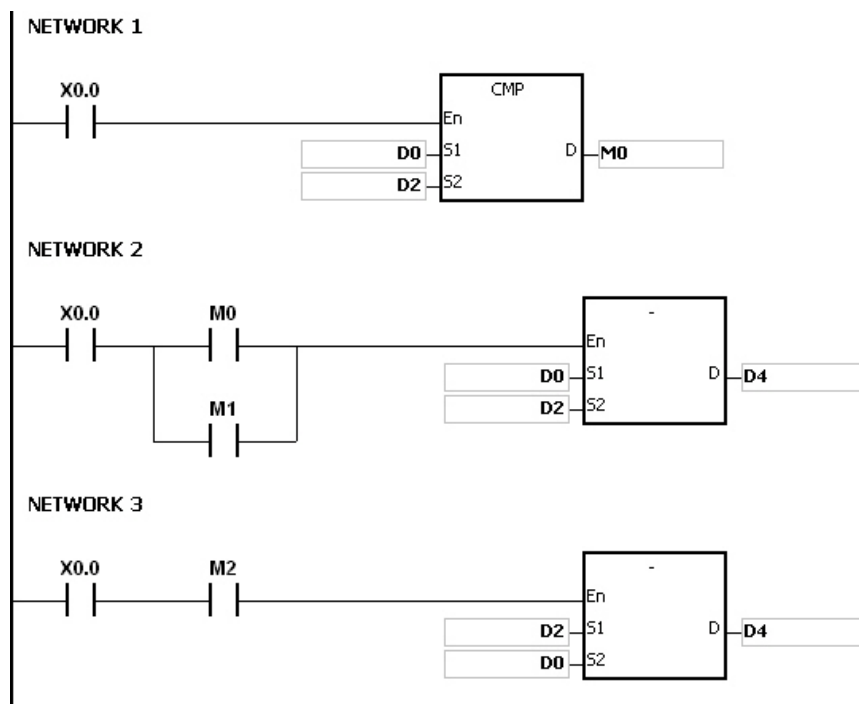 NETWORK 1
X0.0
CMP
En
D0 S1 D M0
D2 S2
NETWORK 2
X0.0 M0
-
En
D0 S1 D D4
M1
D2 S2
NETWORK 3
X0.0 M2
-
En
D2 S1 D D4
D0 S2